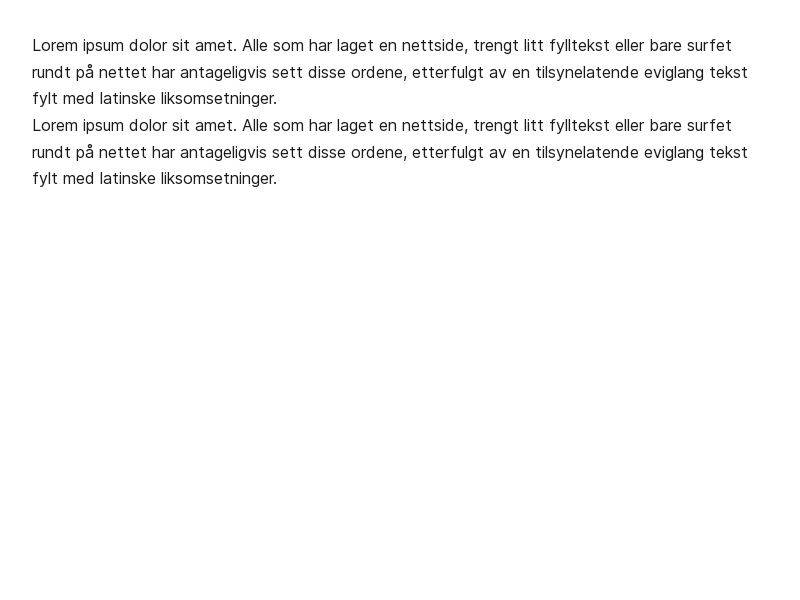 Lorem ipsum dolor sit amet. Alle som har laget en nettside, trengt litt fylltekst eller bare surfet
rundt på nettet har antageligvis sett disse ordene, etterfulgt av en tilsynelatende eviglang tekst
fylt med latinske liksomsetninger.
Lorem ipsum dolor sit amet. Alle som har laget en nettside, trengt litt fylltekst eller bare surfet
rundt på nettet har antageligvis sett disse ordene, etterfulgt av en tilsynelatende eviglang tekst
fylt med latinske liksomsetninger.